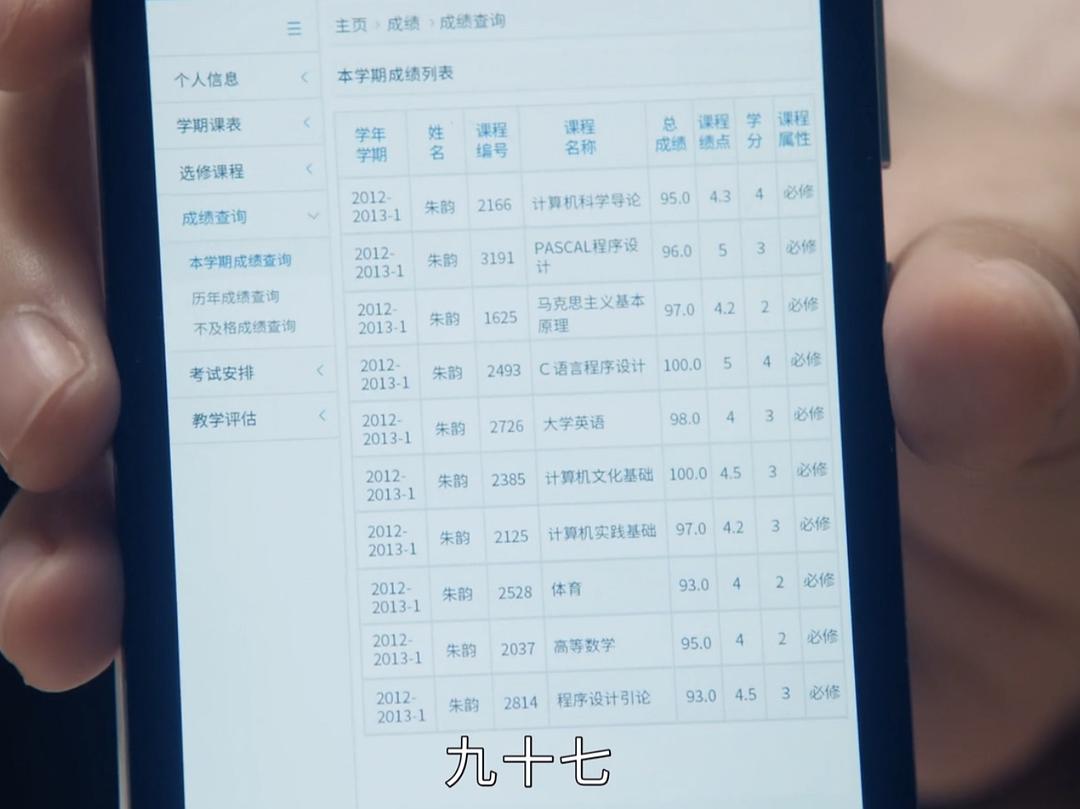 ☰
主页 > 成绩 > 成绩查询
个人信息
学期课表
选修课程
成绩查询
本学期成绩查询
历年成绩查询
不及格成绩查询
考试安排
教学评估
本学期成绩列表
学年学期 姓名 课程编号 课程名称 总成绩 课程绩点 学分 课程属性
2012-2013-1 朱韵 2166 计算机科学导论 95.0 4.3 4 必修
2012-2013-1 朱韵 3191 PASCAL程序设计 96.0 5 3 必修
2012-2013-1 朱韵 1625 马克思主义基本原理 97.0 4.2 2 必修
2012-2013-1 朱韵 2493 C语言程序设计 100.0 5 4 必修
2012-2013-1 朱韵 2726 大学英语 98.0 4 3 必修
2012-2013-1 朱韵 2385 计算机文化基础 100.0 4.5 3 必修
2012-2013-1 朱韵 2125 计算机实践基础 97.0 4.2 3 必修
2012-2013-1 朱韵 2528 体育 93.0 4 2 必修
2012-2013-1 朱韵 2037 高等数学 95.0 4 2 必修
2012-2013-1 朱韵 2814 程序设计引论 93.0 4.5 3 必修
九十七